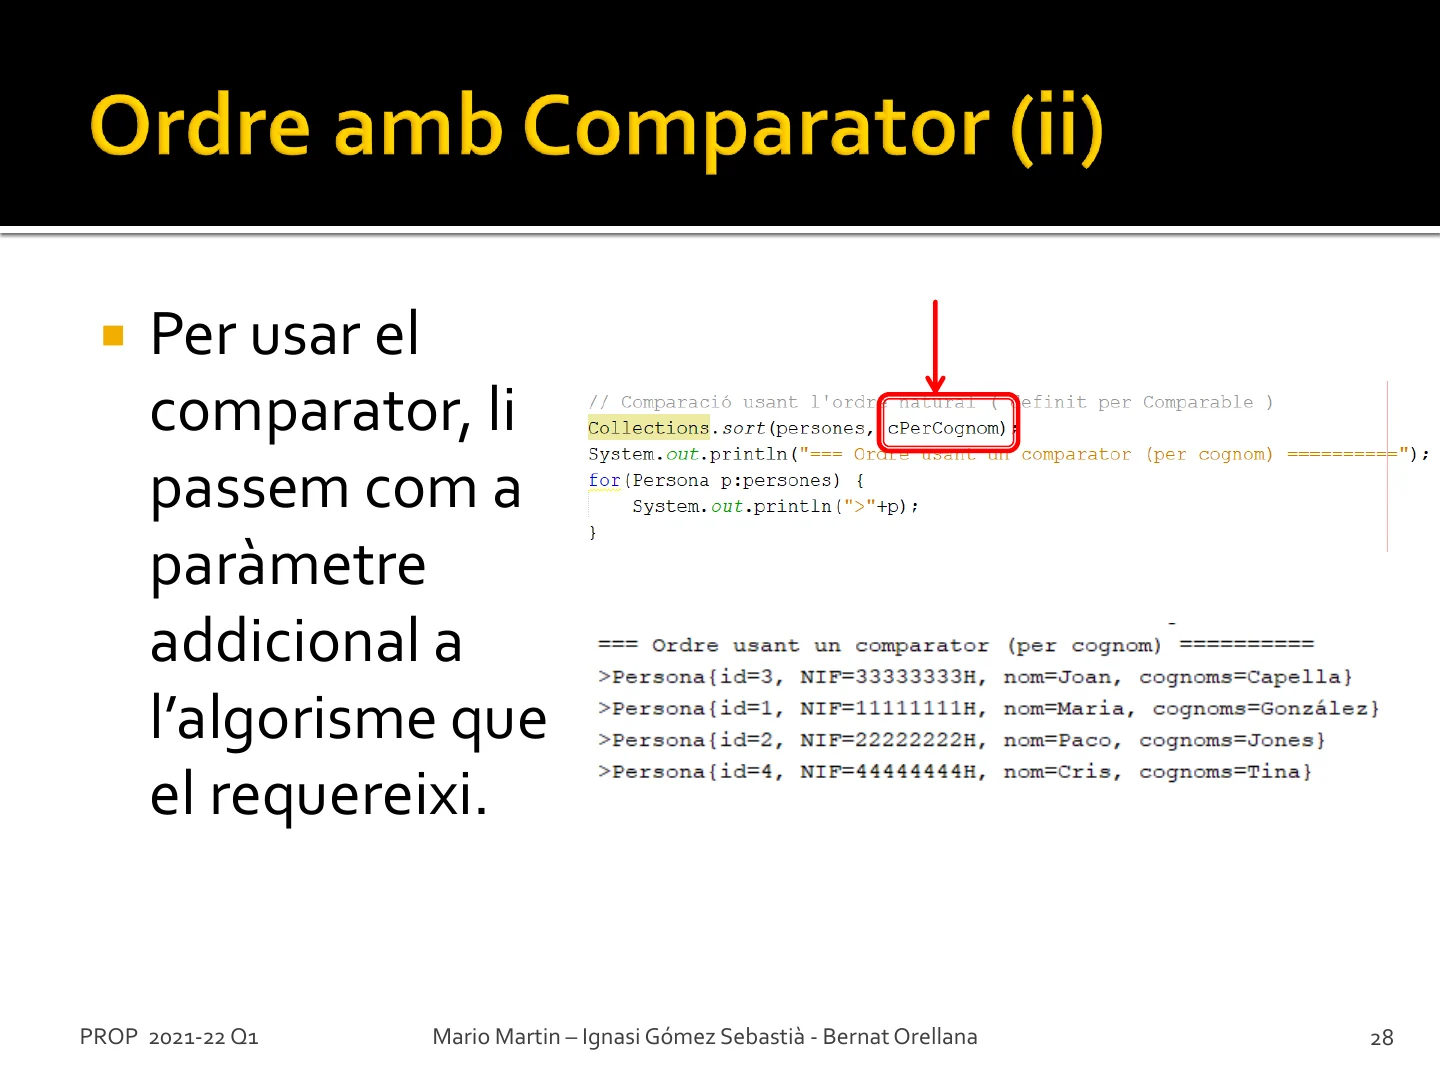 Ordre amb Comparator (ii)
Per usar el
comparator, li
passem com a
paràmetre
addicional a
l’algorisme que
el requereixi.
// Comparació usant l'ordre natural ( definit per Comparable )
Collections.sort(persones, cPerCognom);
System.out.println("=== Ordre usant un comparator (per cognom) ==========");
for(Persona p:persones) {
System.out.println(">"+p);
}
=== Ordre usant un comparator (per cognom) ==========
>Persona{id=3, NIF=33333333H, nom=Joan, cognoms=Capella}
>Persona{id=1, NIF=11111111H, nom=Maria, cognoms=González}
>Persona{id=2, NIF=22222222H, nom=Paco, cognoms=Jones}
>Persona{id=4, NIF=44444444H, nom=Cris, cognoms=Tina}
PROP 2021-22 Q1
Mario Martin – Ignasi Gómez Sebastià - Bernat Orellana
28